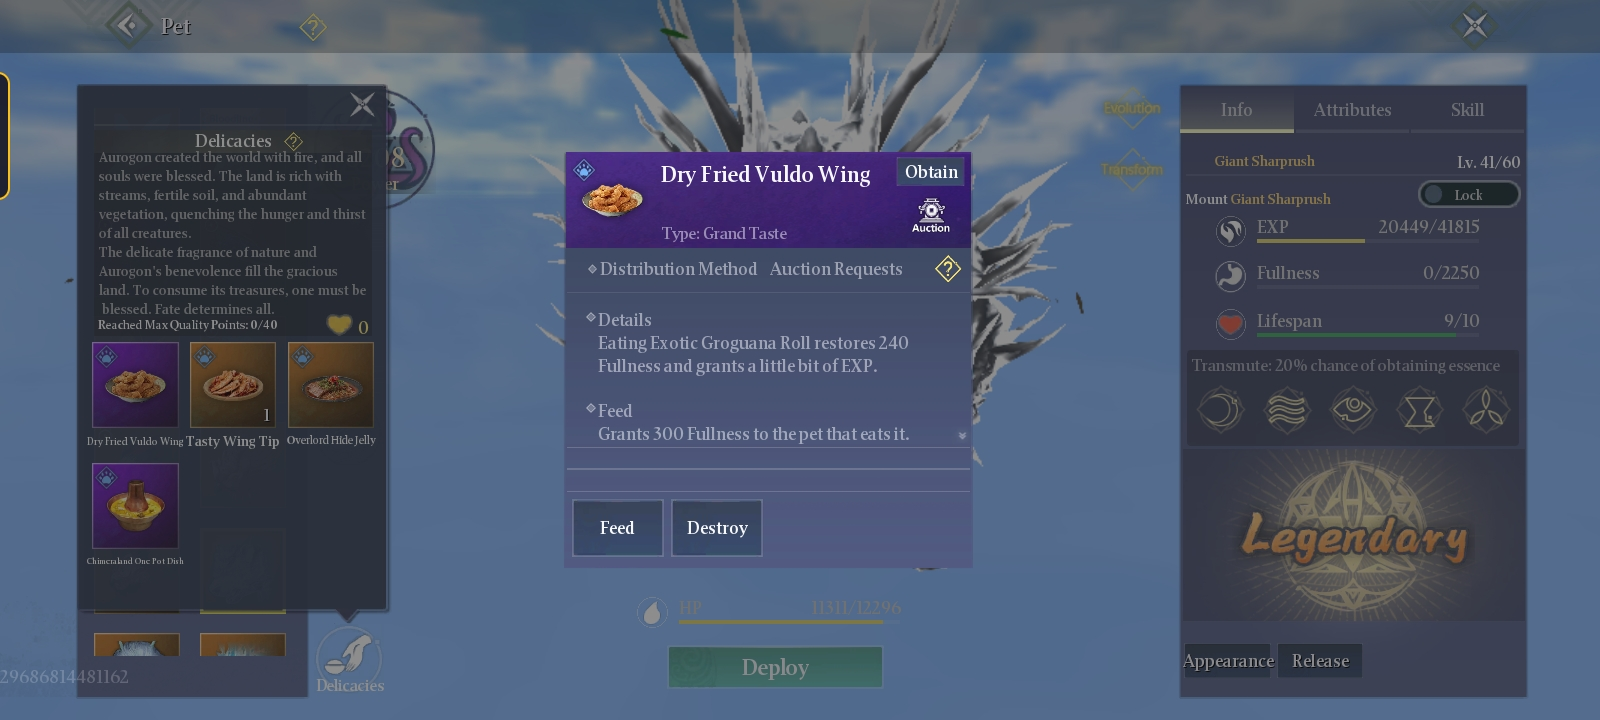 Pet
?
Delicacies ?
Aurogon created the world with fire, and all
souls were blessed. The land is rich with
streams, fertile soil, and abundant
vegetation, quenching the hunger and thirst
of all creatures.
The delicate fragrance of nature and
Aurogon's benevolence fill the gracious
land. To consume its treasures, one must be
blessed. Fate determines all.
Reached Max Quality Points: 0/40
0
1
Dry Fried Vuldo Wing
Tasty Wing Tip
Overlord Hide Jelly
Chimeraland One Pot Dish
29686814481162
Delicacies
Dry Fried Vuldo Wing
Obtain
Auction
Type: Grand Taste
Distribution Method Auction Requests ?
Details
Eating Exotic Groguana Roll restores 240
Fullness and grants a little bit of EXP.
Feed
Grants 300 Fullness to the pet that eats it.
Feed
Destroy
HP 11311/12296
Deploy
Evolution
Transform
Info
Attributes
Skill
Giant Sharprush
Lv. 41/60
Mount Giant Sharprush
Lock
EXP 20449/41815
Fullness 0/2250
Lifespan 9/10
Transmute: 20% chance of obtaining essence
Legendary
Appearance
Release